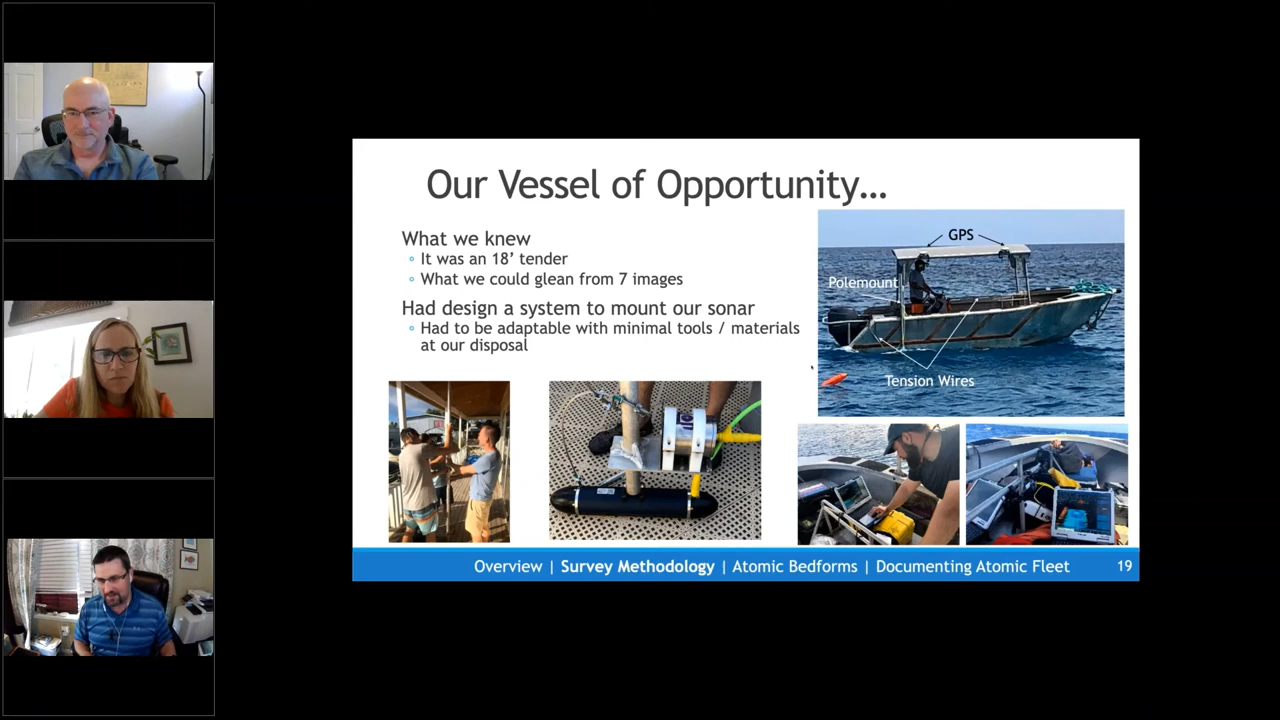 Our Vessel of Opportunity...
What we knew
It was an 18' tender
What we could glean from 7 images
Had design a system to mount our sonar
Had to be adaptable with minimal tools / materials
at our disposal
GPS
Polemount
Tension Wires
Overview | Survey Methodology | Atomic Bedforms | Documenting Atomic Fleet
19